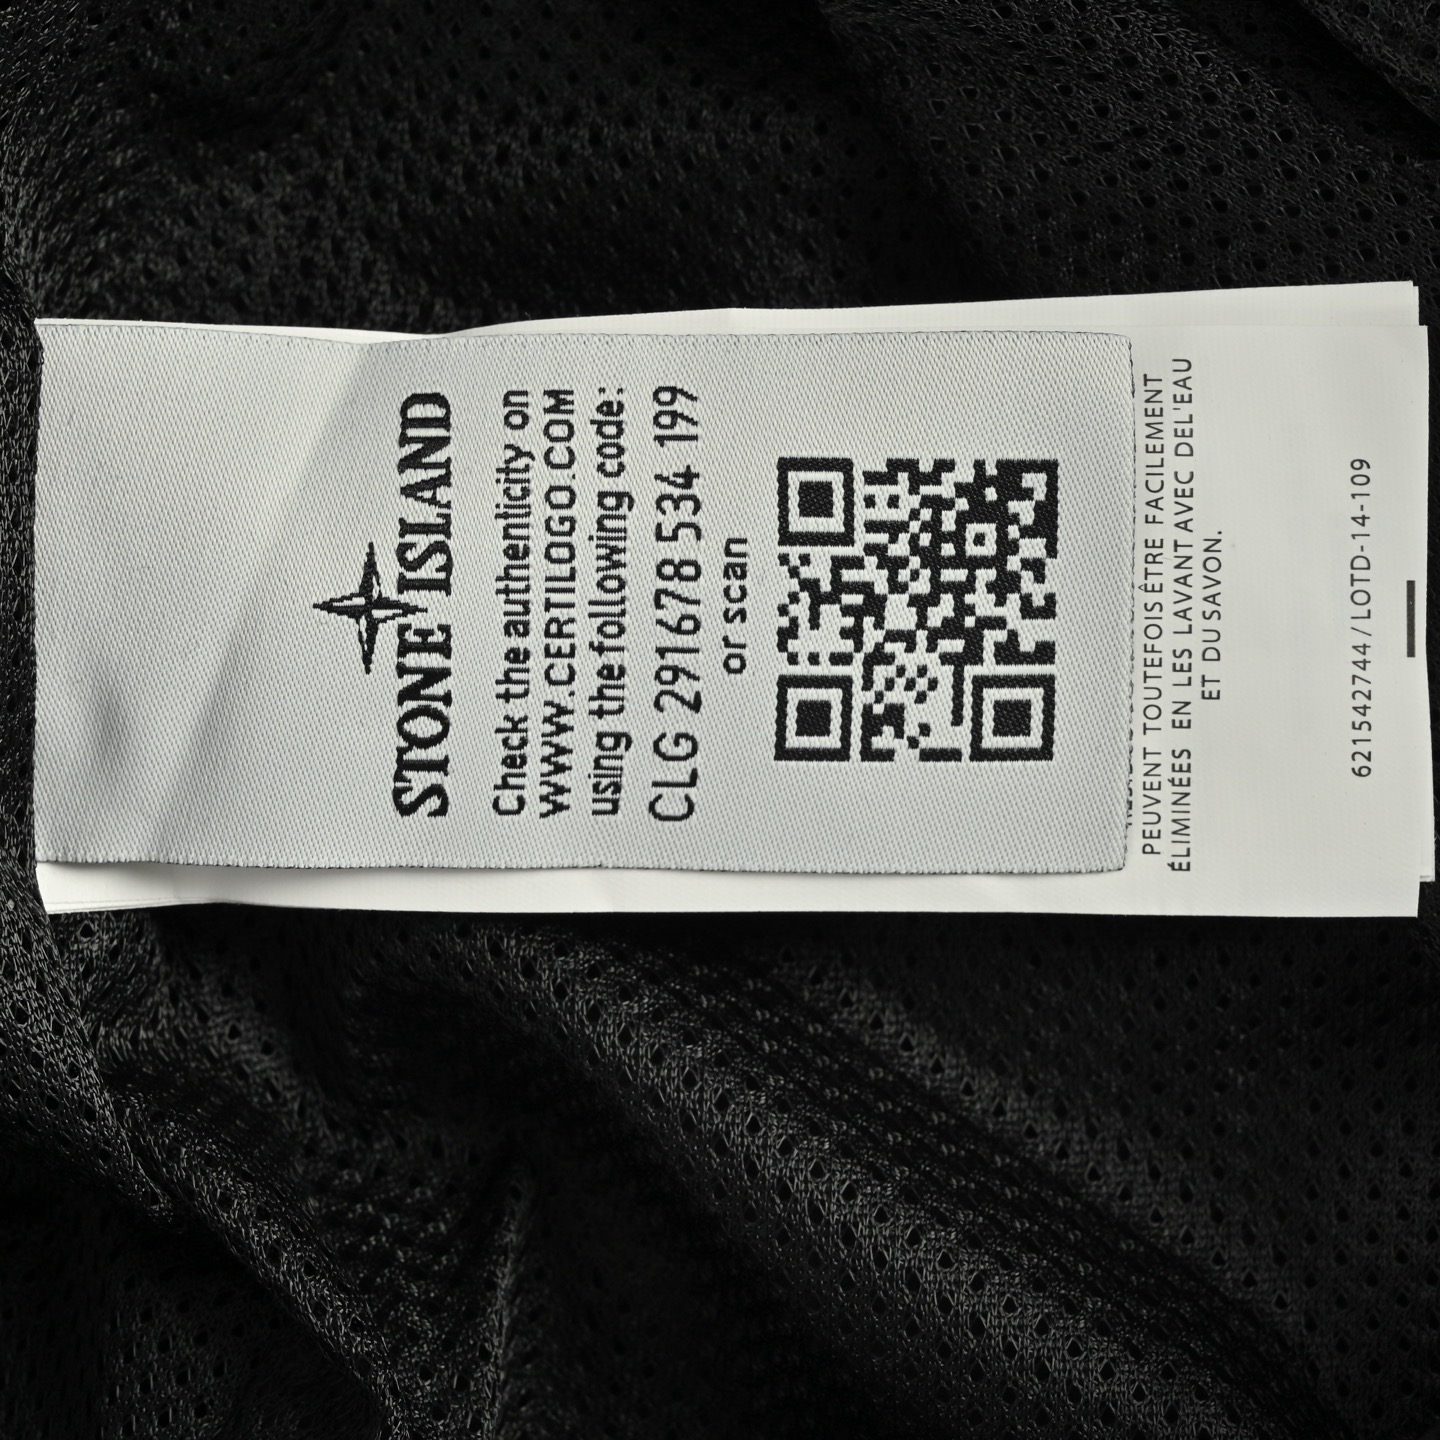 STONE ISLAND
Check the authenticity on
WWW.CERTILOGO.COM
using the following code:
CLG 291678 534 199
or scan
PEUVENT TOUTEFOIS ÊTRE FACILEMENT
ÉLIMINÉES EN LES LAVANT AVEC DEL'EAU
ET DU SAVON.
621542744 / LOTD-14-109